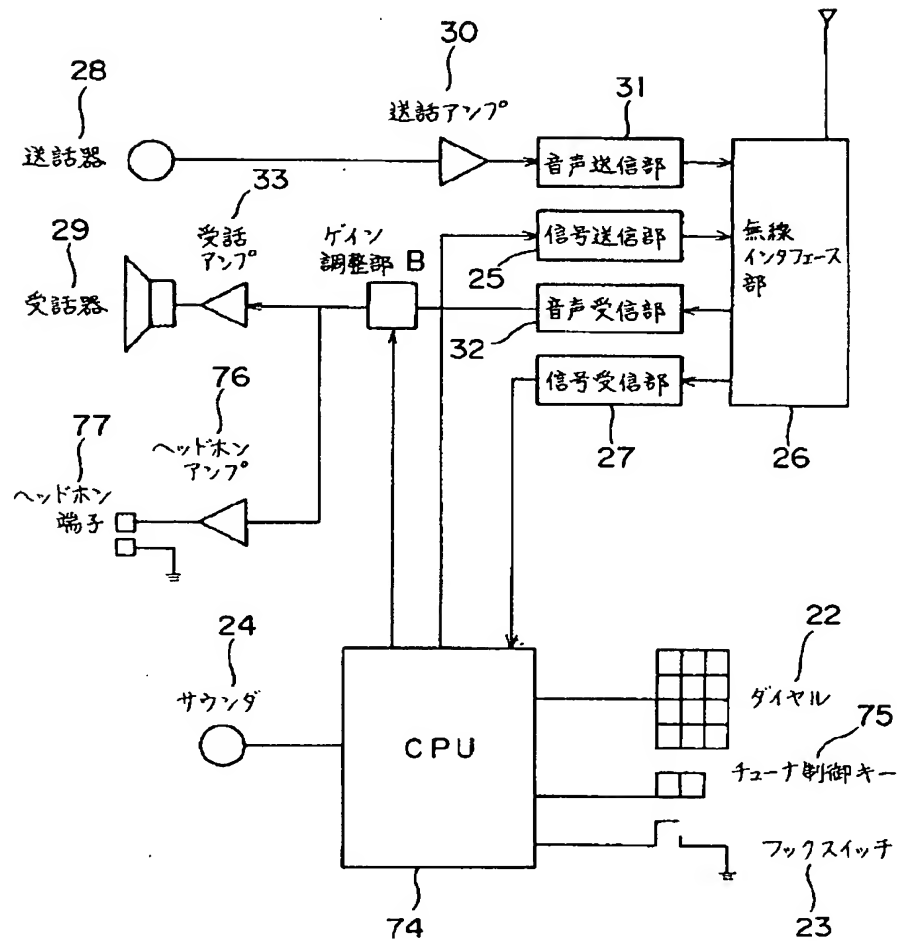 30
28
送話アンプ
31
送話器
音声送信部
33
29
受話
アンプ
ゲイン
調整部 B
信号送信部
無線
インタフェース
部
25
受話器
音声受信部
32
76
信号受信部
77
ヘッドホン
アンプ
27
26
ヘッドホン
端子
24
22
サウンダ
ダイヤル
75
CPU
チューナ制御キー
フックスイッチ
74
23